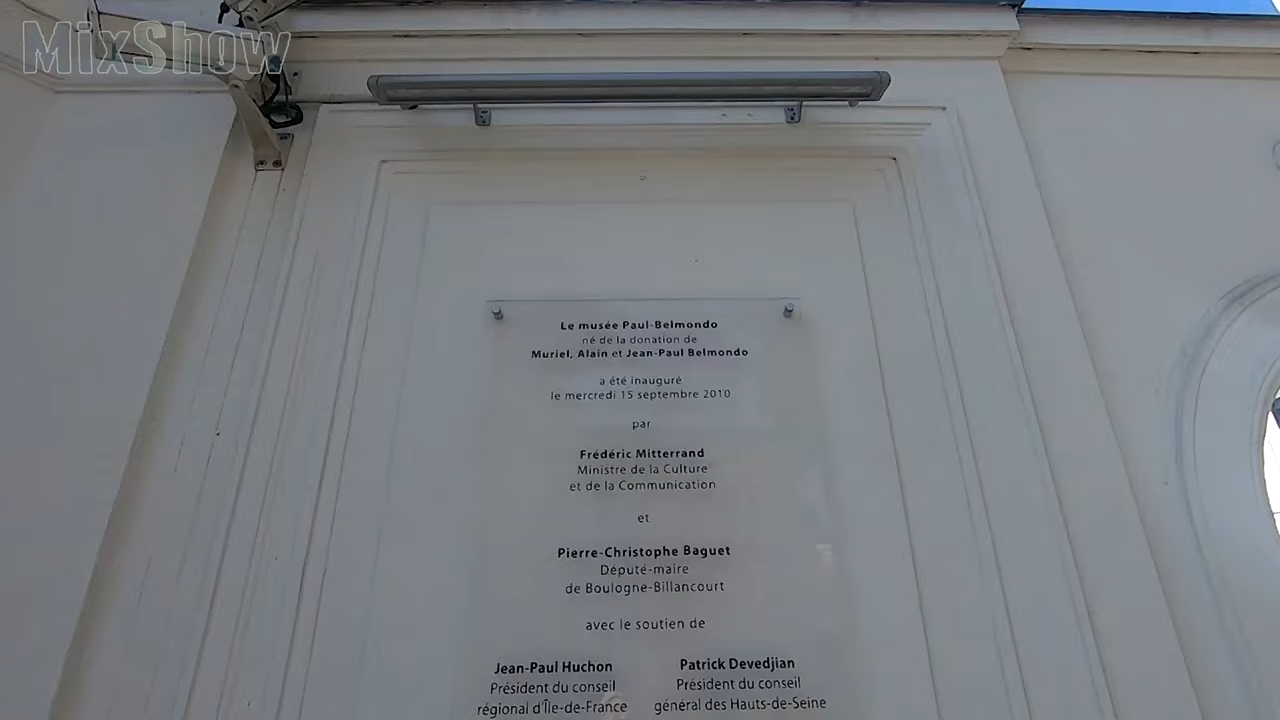 MixShow
Le musée Paul-Belmondo
né de la donation de
Muriel, Alain et Jean-Paul Belmondo
a été inauguré
le mercredi 15 septembre 2010
par
Frédéric Mitterrand
Ministre de la Culture
et de la Communication
et
Pierre-Christophe Baguet
Député-maire
de Boulogne-Billancourt
avec le soutien de
Jean-Paul Huchon
Président du conseil
régional d'Île-de-France
Patrick Devedjian
Président du conseil
général des Hauts-de-Seine